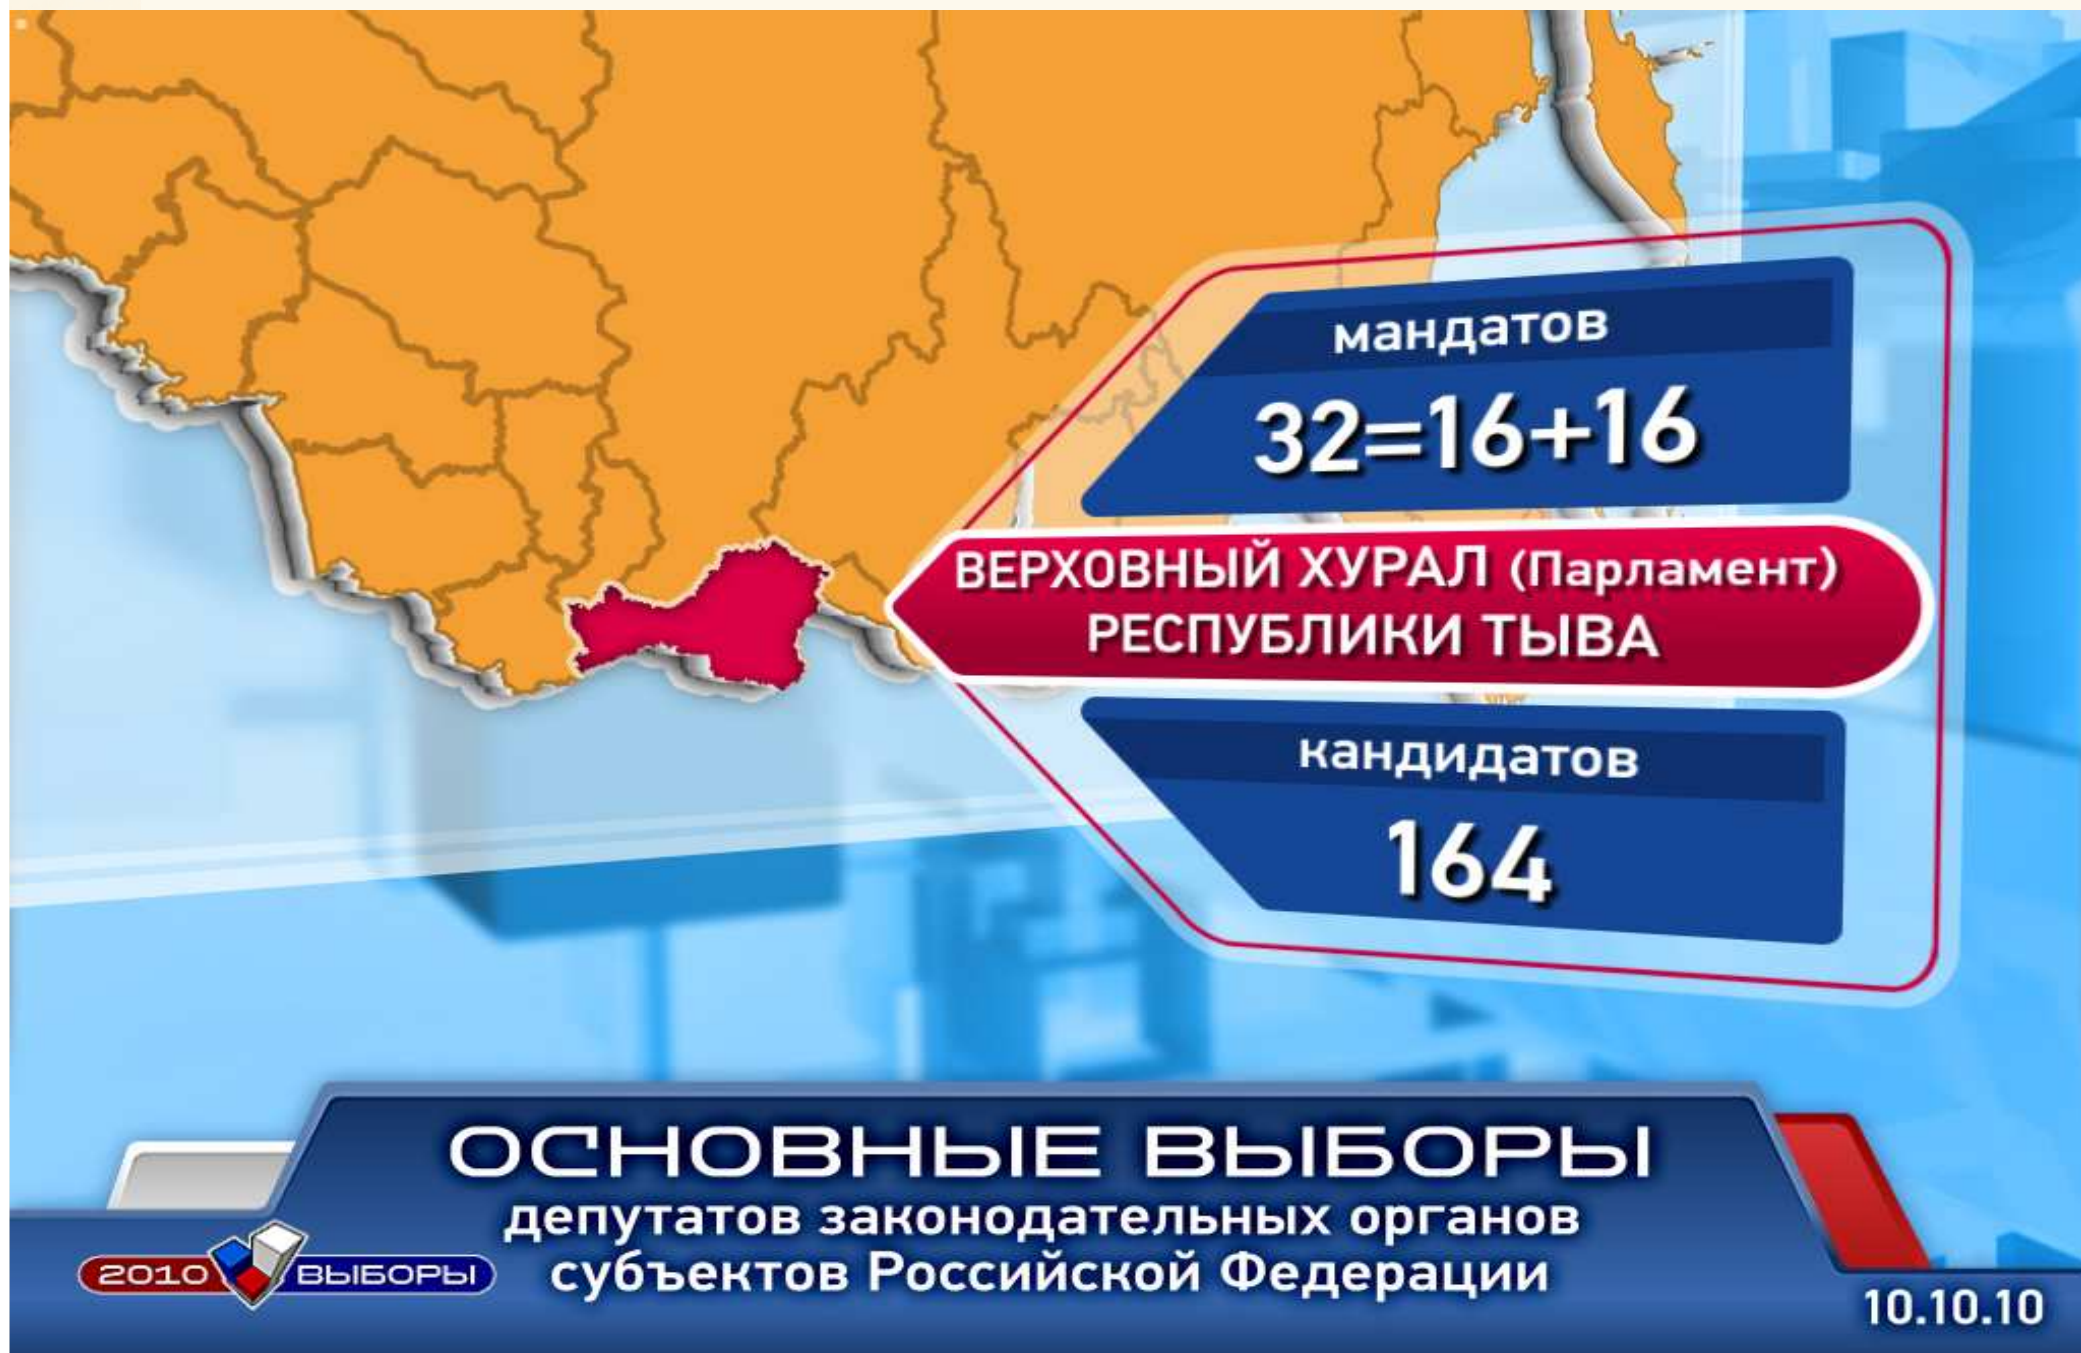 мандатов
32=16+16
ВЕРХОВНЫЙ ХУРАЛ (Парламент)
РЕСПУБЛИКИ ТЫВА
кандидатов
164
ОСНОВНЫЕ ВЫБОРЫ
депутатов законодательных органов
субъектов Российской Федерации
2010 ВЫБОРЫ
10.10.10